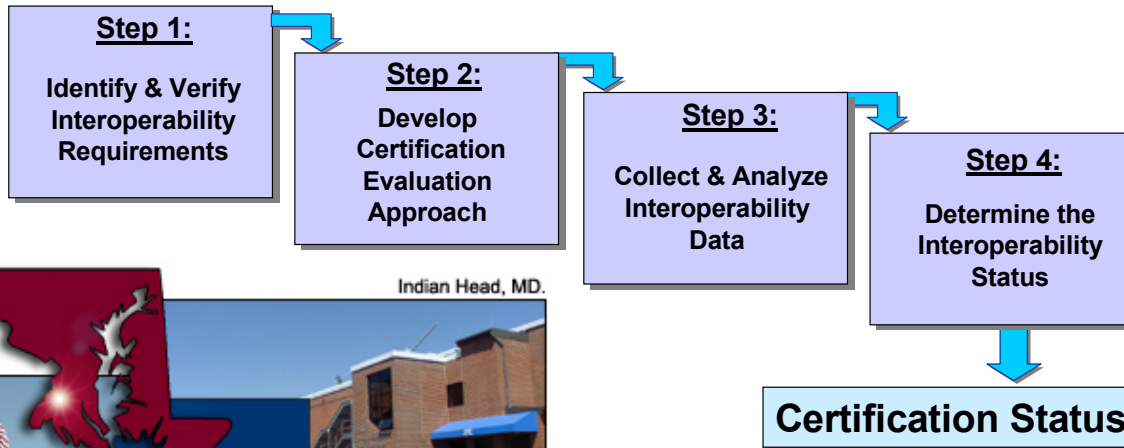 Step 1:
Identify & Verify
Interoperability
Requirements
Step 2:
Develop
Certification
Evaluation
Approach
Step 3:
Collect & Analyze
Interoperability
Data
Step 4:
Determine the
Interoperability
Status
Indian Head, MD.
Certification Status